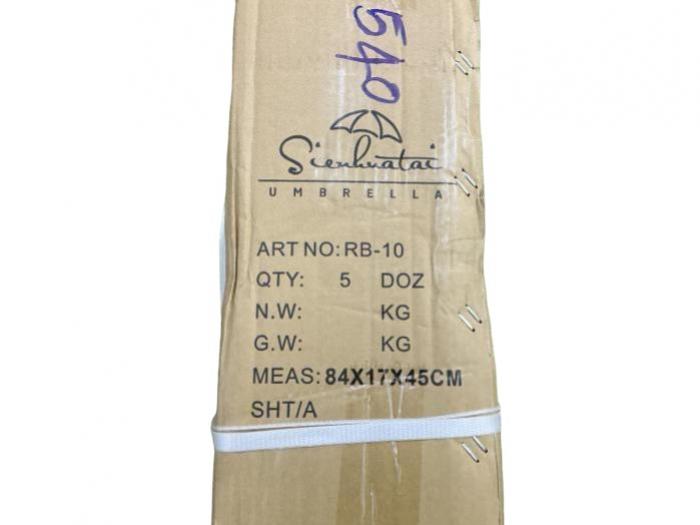 540
Sienhuatai
UMBRELLA
ART NO: RB-10
QTY: 5 DOZ
N.W: KG
G.W: KG
MEAS: 84X17X45CM
SHT/A